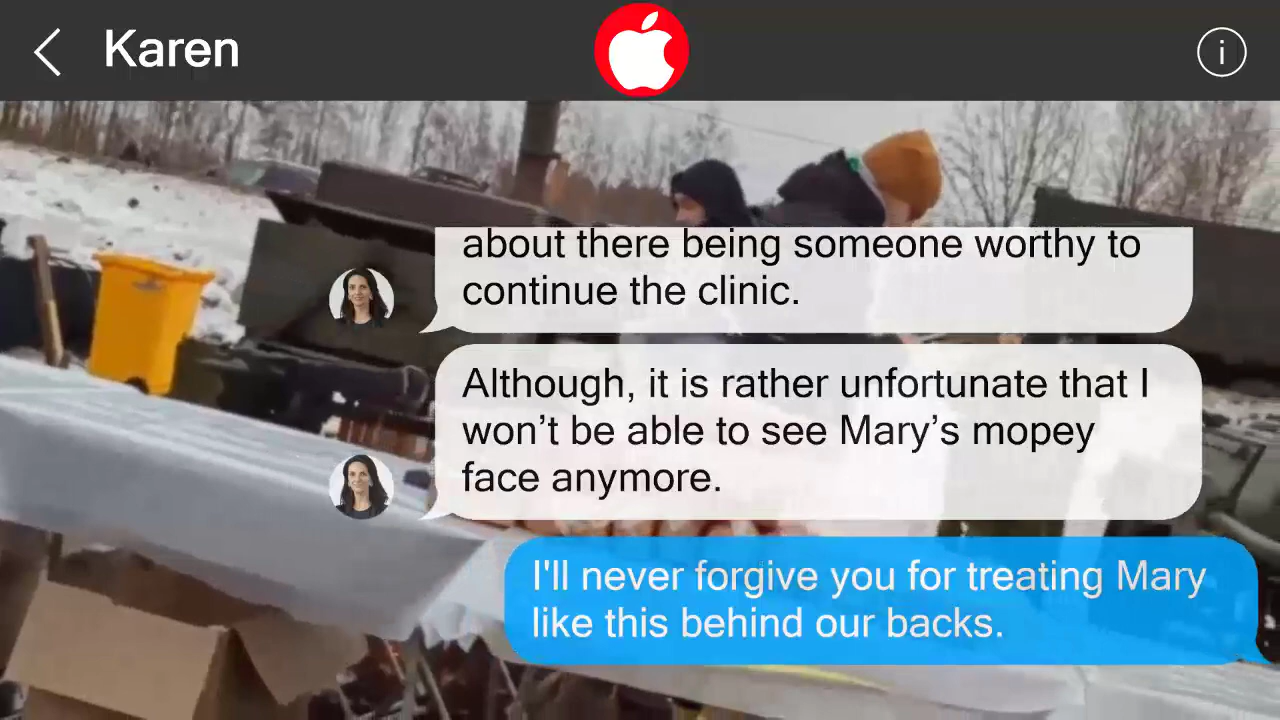 Karen
i
about there being someone worthy to
continue the clinic.
Although, it is rather unfortunate that I
won’t be able to see Mary’s mopey
face anymore.
I'll never forgive you for treating Mary
like this behind our backs.